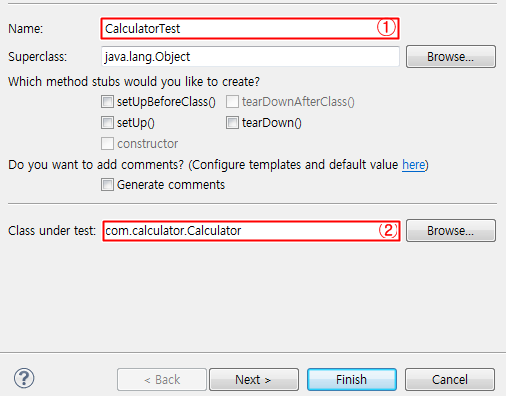 Name: CalculatorTest ①
Superclass: java.lang.Object Browse...
Which method stubs would you like to create?
setUpBeforeClass() tearDownAfterClass()
setUp() tearDown()
constructor
Do you want to add comments? (Configure templates and default value here)
Generate comments
Class under test: com.calculator.Calculator ② Browse...
? < Back Next > Finish Cancel